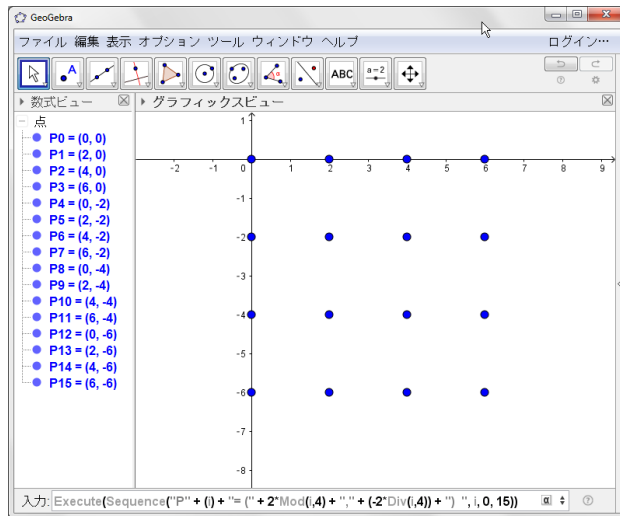 GeoGebra
ファイル 編集 表示 オプション ツール ウィンドウ ヘルプ ログイン…
A ABC a=2
数式ビュー グラフィックスビュー
点
P0 = (0, 0)
P1 = (2, 0)
P2 = (4, 0)
P3 = (6, 0)
P4 = (0, -2)
P5 = (2, -2)
P6 = (4, -2)
P7 = (6, -2)
P8 = (0, -4)
P9 = (2, -4)
P10 = (4, -4)
P11 = (6, -4)
P12 = (0, -6)
P13 = (2, -6)
P14 = (4, -6)
P15 = (6, -6)
1
-2 -1 0 1 2 3 4 5 6 7 8 9
-1
-2
-3
-4
-5
-6
-7
-8
入力: Execute(Sequence("P" + (i) + "= (" + 2*Mod(i,4) + "," + (-2*Div(i,4)) + ") ", i, 0, 15)) α